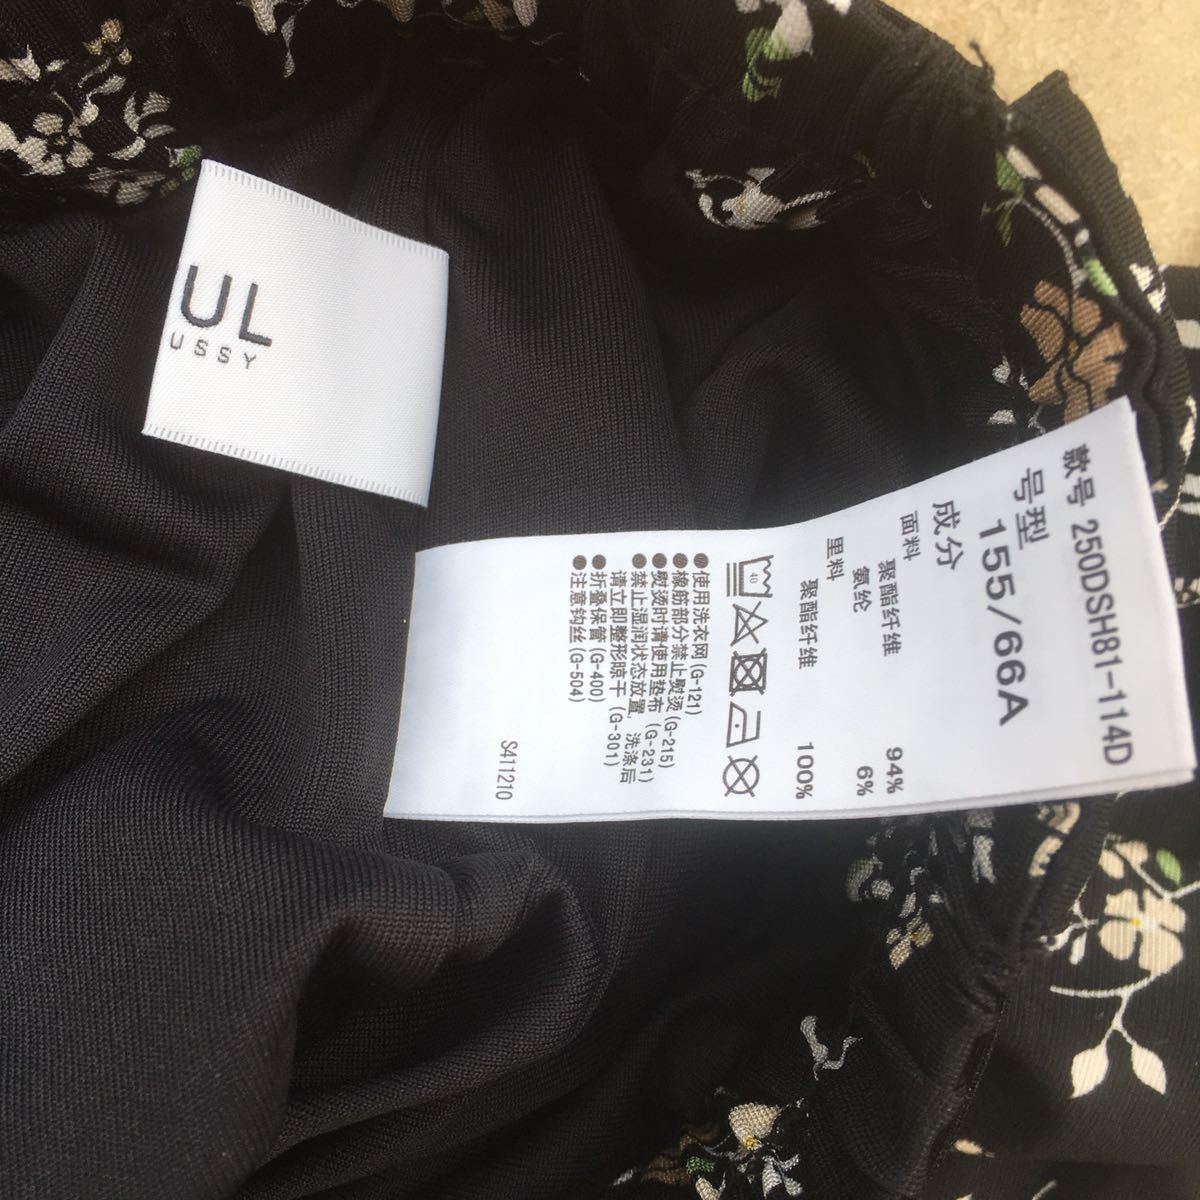 UL
USSY
款号 250DSH81-114D
号型
155/66A
成分
面料
聚酯纤维 94%
氨纶 6%
里料
聚酯纤维 100%
40
●使用洗衣网(G-121)
●橡筋部分禁止熨烫(G-215)
●熨烫时请使用垫布(G-231)
●禁止湿润状态放置,洗涤后
请立即整形晾干(G-301)
●折叠保管(G-400)
●注意钩丝(G-504)
S411210